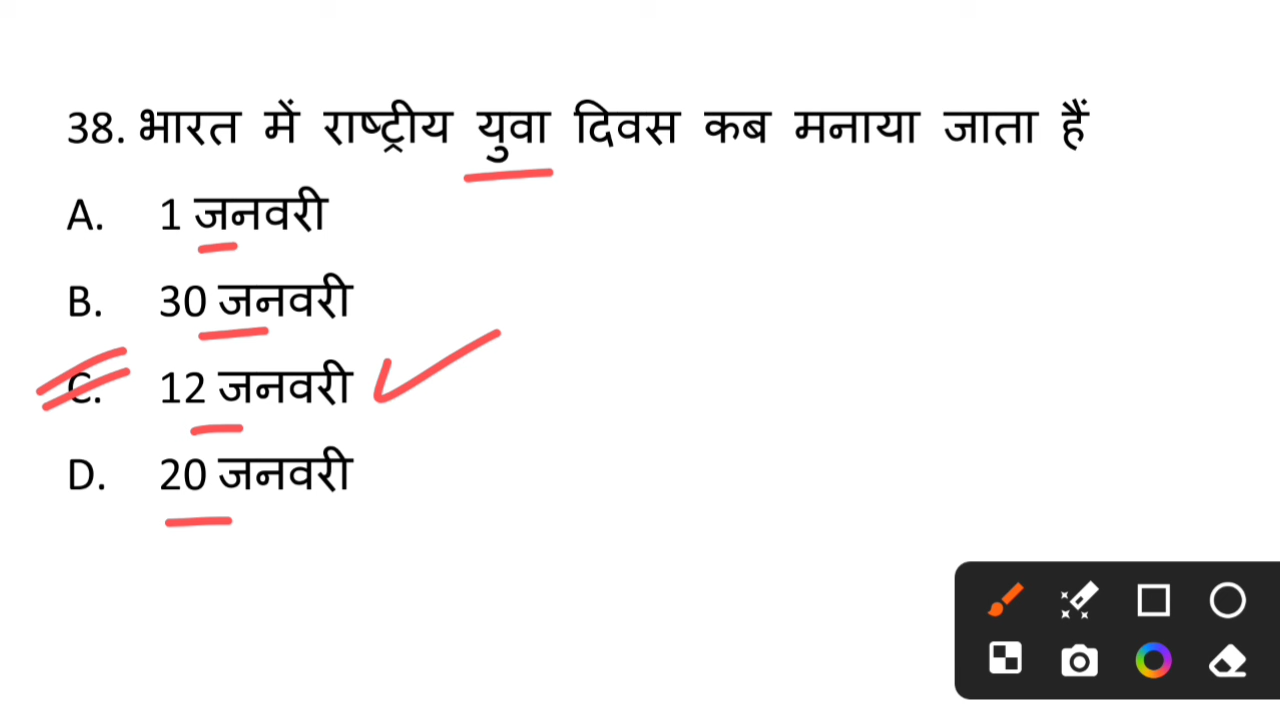 38. भारत में राष्ट्रीय युवा दिवस कब मनाया जाता हैं
A. 1 जनवरी
B. 30 जनवरी
C. 12 जनवरी
D. 20 जनवरी